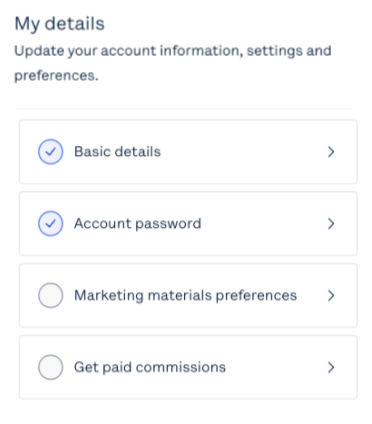 My details
Update your account information, settings and
preferences.
Basic details
Account password
Marketing materials preferences
Get paid commissions